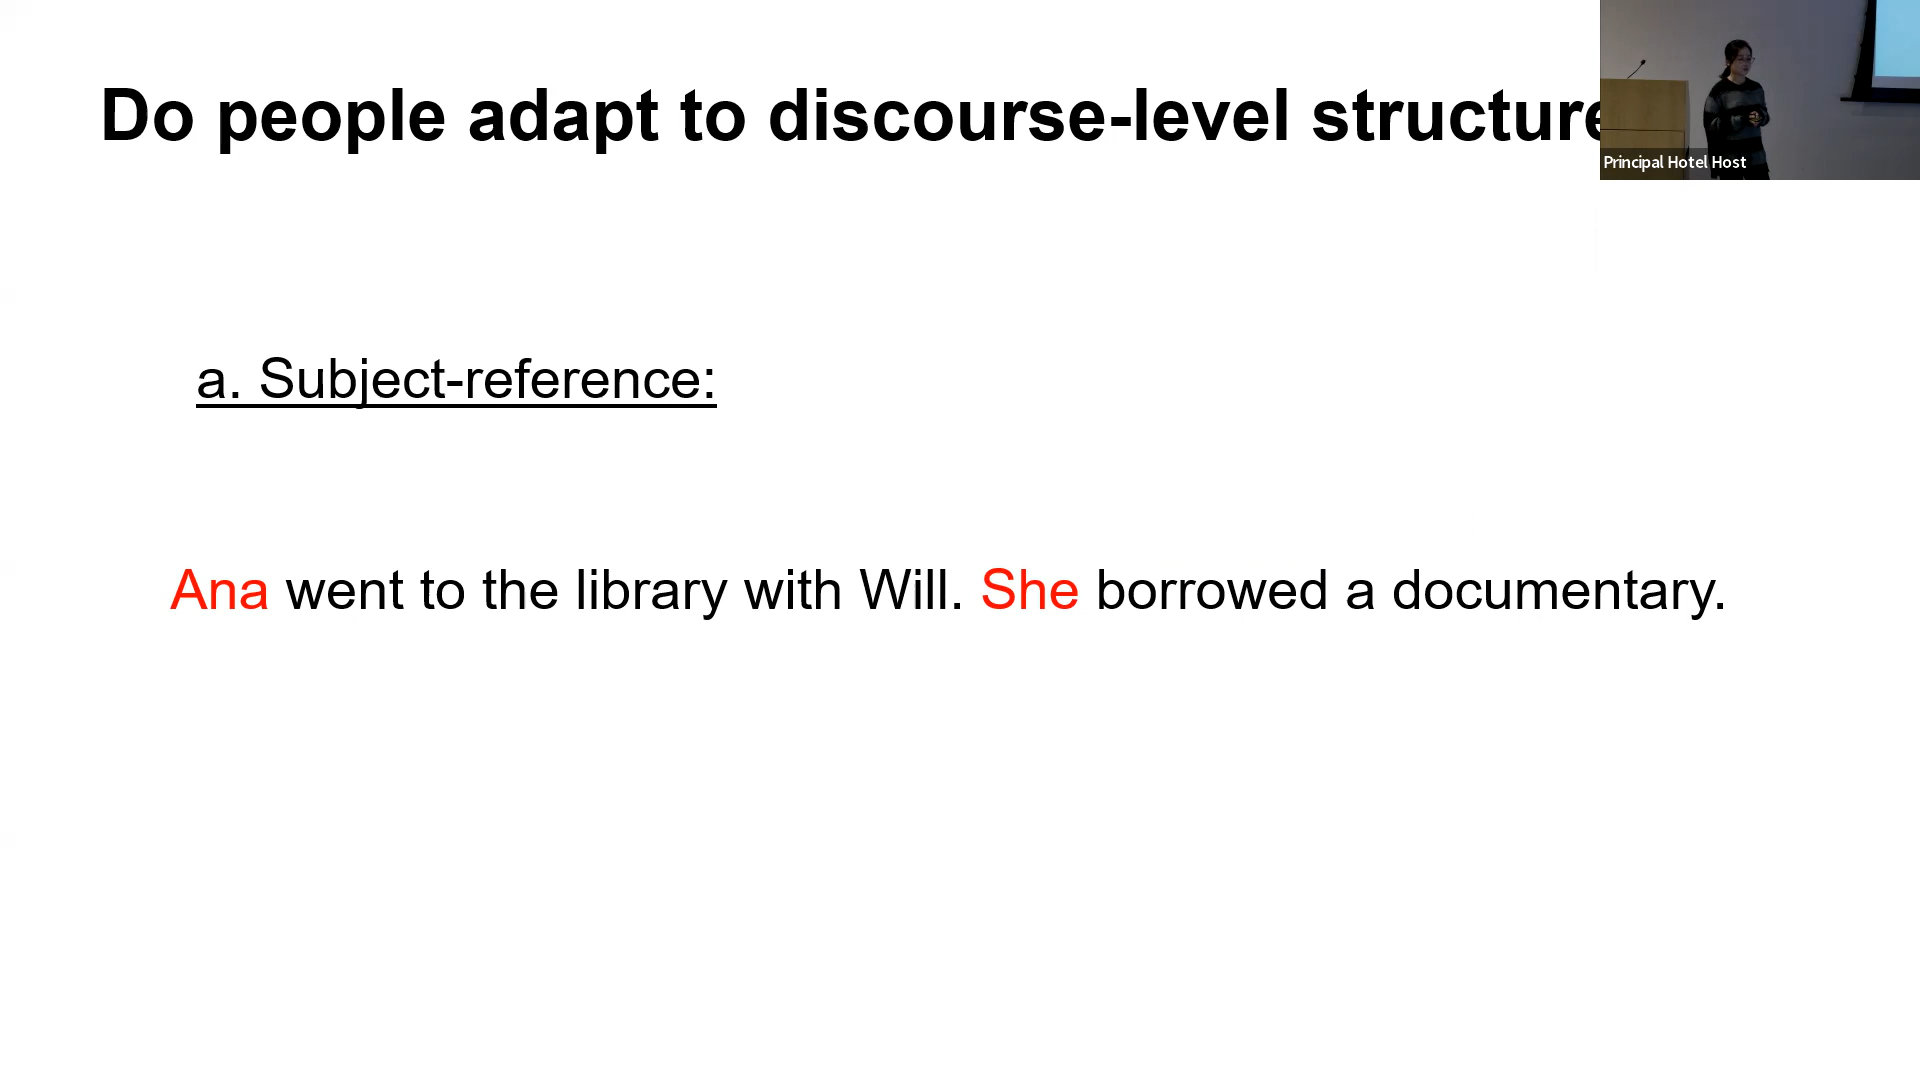 Do people adapt to discourse-level structure
Principal Hotel Host
a. Subject-reference:
Ana went to the library with Will. She borrowed a documentary.